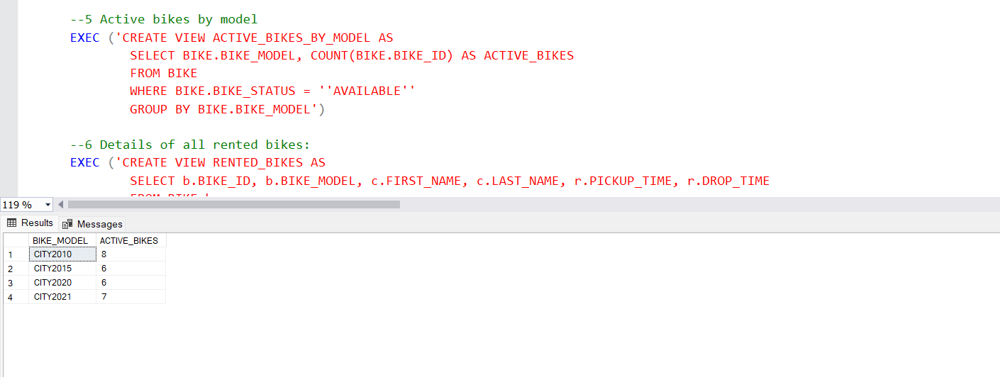 --5 Active bikes by model
EXEC ('CREATE VIEW ACTIVE_BIKES_BY_MODEL AS
SELECT BIKE.BIKE_MODEL, COUNT(BIKE.BIKE_ID) AS ACTIVE_BIKES
FROM BIKE
WHERE BIKE.BIKE_STATUS = ''AVAILABLE''
GROUP BY BIKE.BIKE_MODEL')
--6 Details of all rented bikes:
EXEC ('CREATE VIEW RENTED_BIKES AS
SELECT b.BIKE_ID, b.BIKE_MODEL, c.FIRST_NAME, c.LAST_NAME, r.PICKUP_TIME, r.DROP_TIME
FROM BIKE b
119 %
Results Messages
BIKE_MODEL ACTIVE_BIKES
1 CITY2010 8
2 CITY2015 6
3 CITY2020 6
4 CITY2021 7